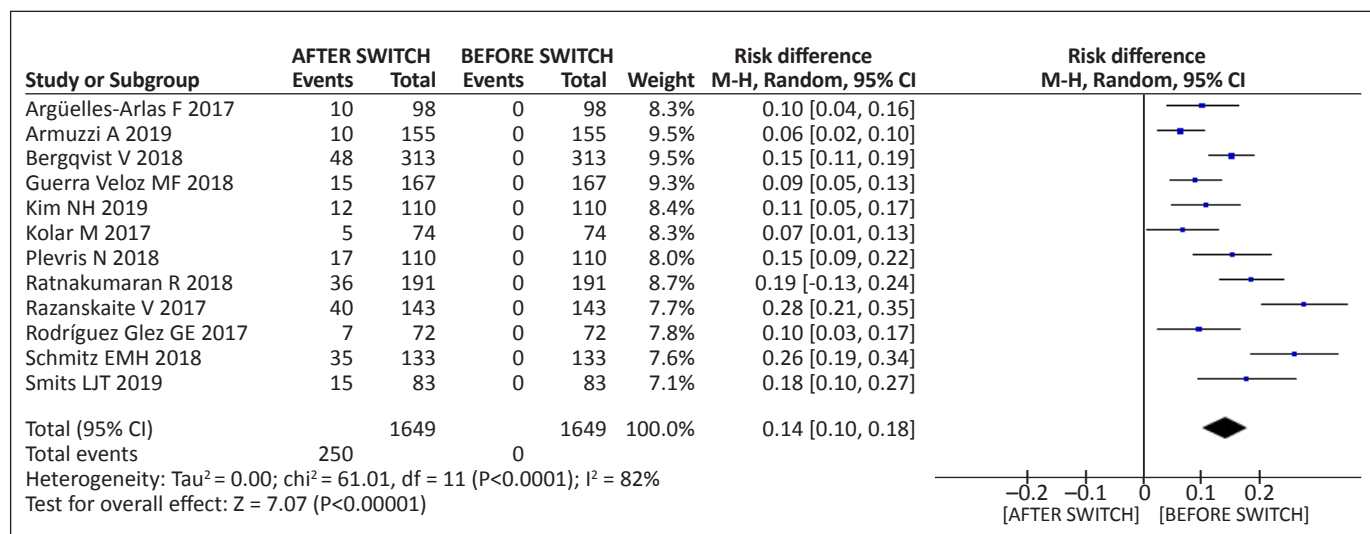 AFTER SWITCH BEFORE SWITCH Risk difference Risk difference
Study or Subgroup Events Total Events Total Weight M-H, Random, 95% CI M-H, Random, 95% CI
Argüelles-Arlas F 2017 10 98 0 98 8.3% 0.10 [0.04, 0.16]
Armuzzi A 2019 10 155 0 155 9.5% 0.06 [0.02, 0.10]
Bergqvist V 2018 48 313 0 313 9.5% 0.15 [0.11, 0.19]
Guerra Veloz MF 2018 15 167 0 167 9.3% 0.09 [0.05, 0.13]
Kim NH 2019 12 110 0 110 8.4% 0.11 [0.05, 0.17]
Kolar M 2017 5 74 0 74 8.3% 0.07 [0.01, 0.13]
Plevris N 2018 17 110 0 110 8.0% 0.15 [0.09, 0.22]
Ratnakumaran R 2018 36 191 0 191 8.7% 0.19 [-0.13, 0.24]
Razanskaite V 2017 40 143 0 143 7.7% 0.28 [0.21, 0.35]
Rodríguez Glez GE 2017 7 72 0 72 7.8% 0.10 [0.03, 0.17]
Schmitz EMH 2018 35 133 0 133 7.6% 0.26 [0.19, 0.34]
Smits LJT 2019 15 83 0 83 7.1% 0.18 [0.10, 0.27]
Total (95% CI) 1649 1649 100.0% 0.14 [0.10, 0.18]
Total events 250 0
Heterogeneity: Tau² = 0.00; chi² = 61.01, df = 11 (P<0.0001); I² = 82%
Test for overall effect: Z = 7.07 (P<0.00001)
–0.2 –0.1 0 0.1 0.2
[AFTER SWITCH] [BEFORE SWITCH]